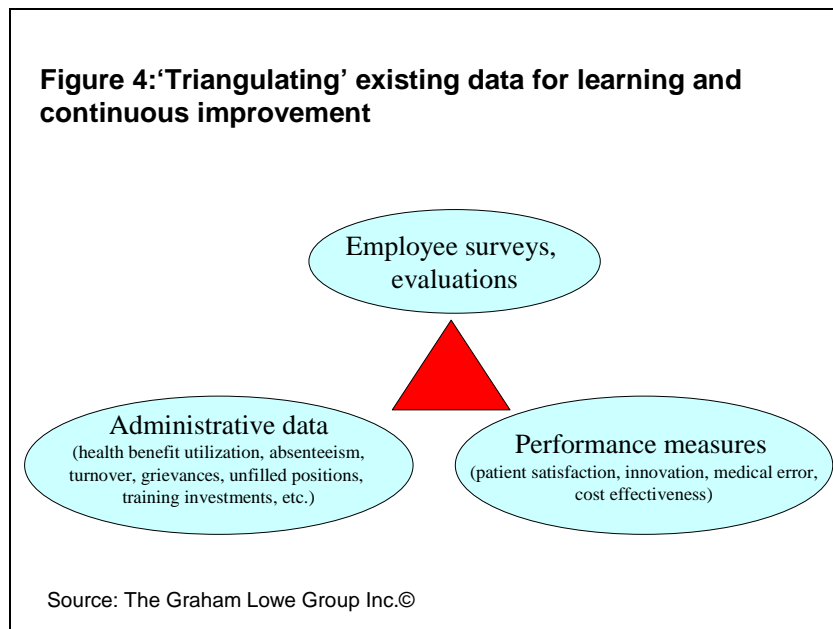 Figure 4:‘Triangulating’ existing data for learning and
continuous improvement
Employee surveys,
evaluations
Administrative data
(health benefit utilization, absenteeism,
turnover, grievances, unfilled positions,
training investments, etc.)
Performance measures
(patient satisfaction, innovation, medical error,
cost effectiveness)
Source: The Graham Lowe Group Inc.©